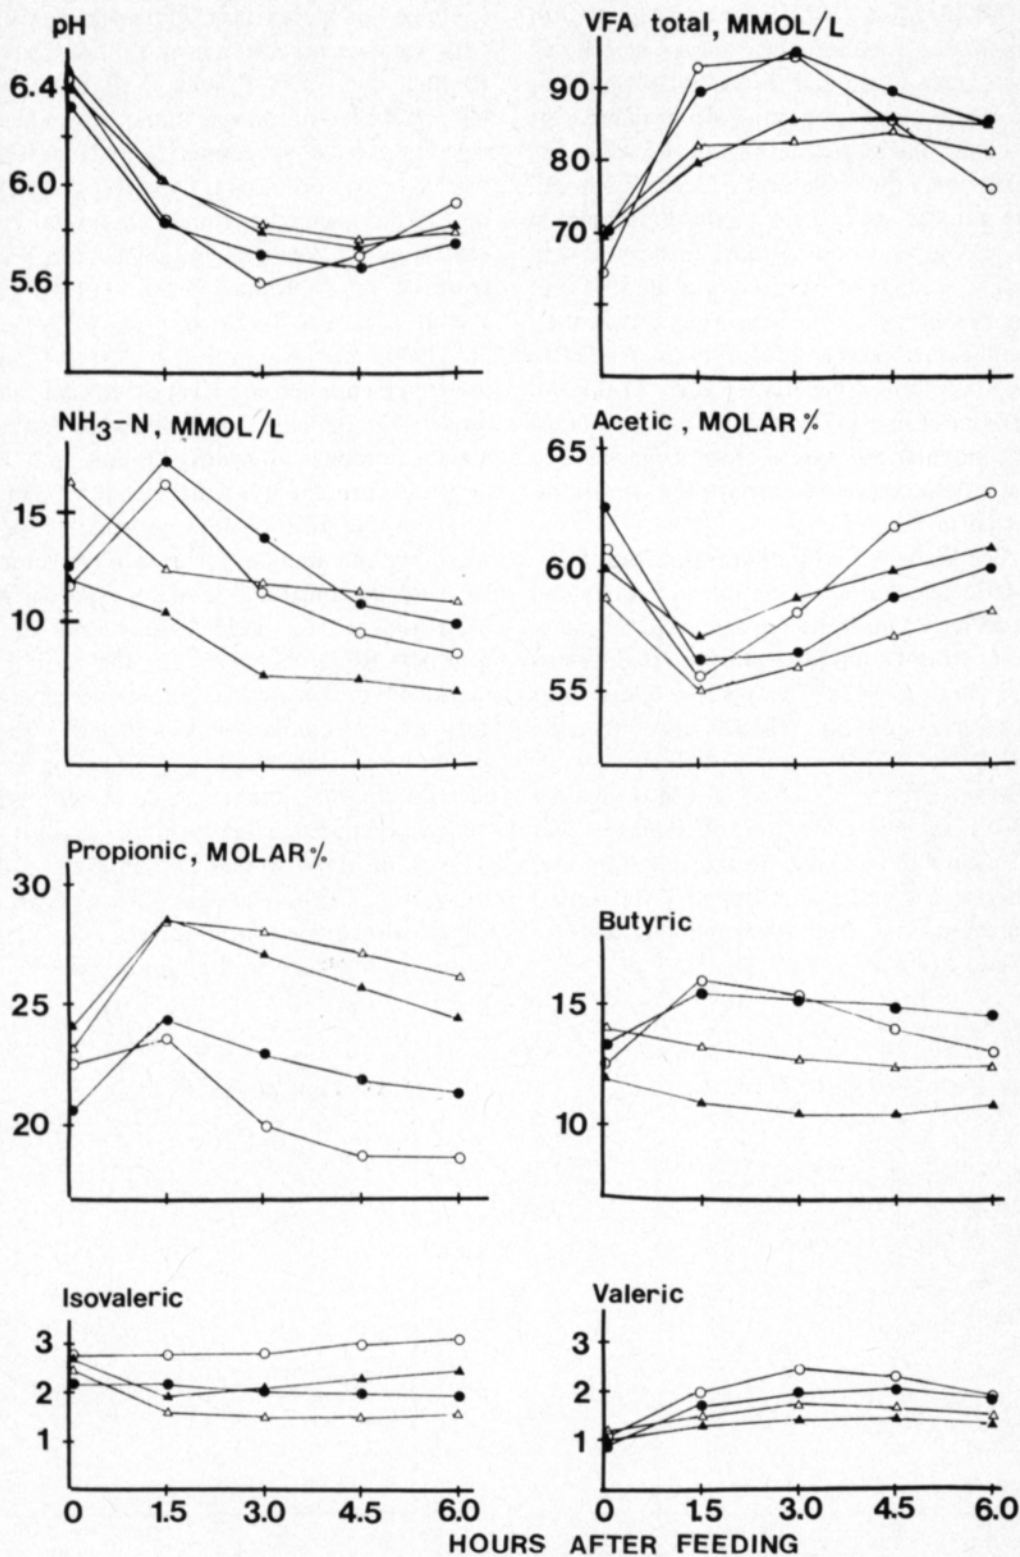 pH
6.4
6.0
5.6
VFA total, MMOL/L
90
80
70
NH₃-N, MMOL/L
15
10
Acetic, MOLAR%
65
60
55
Propionic, MOLAR%
30
25
20
Butyric
15
10
Isovaleric
3
2
1
0 1.5 3.0 4.5 6.0
Valeric
3
2
1
0 1.5 3.0 4.5 6.0
HOURS AFTER FEEDING